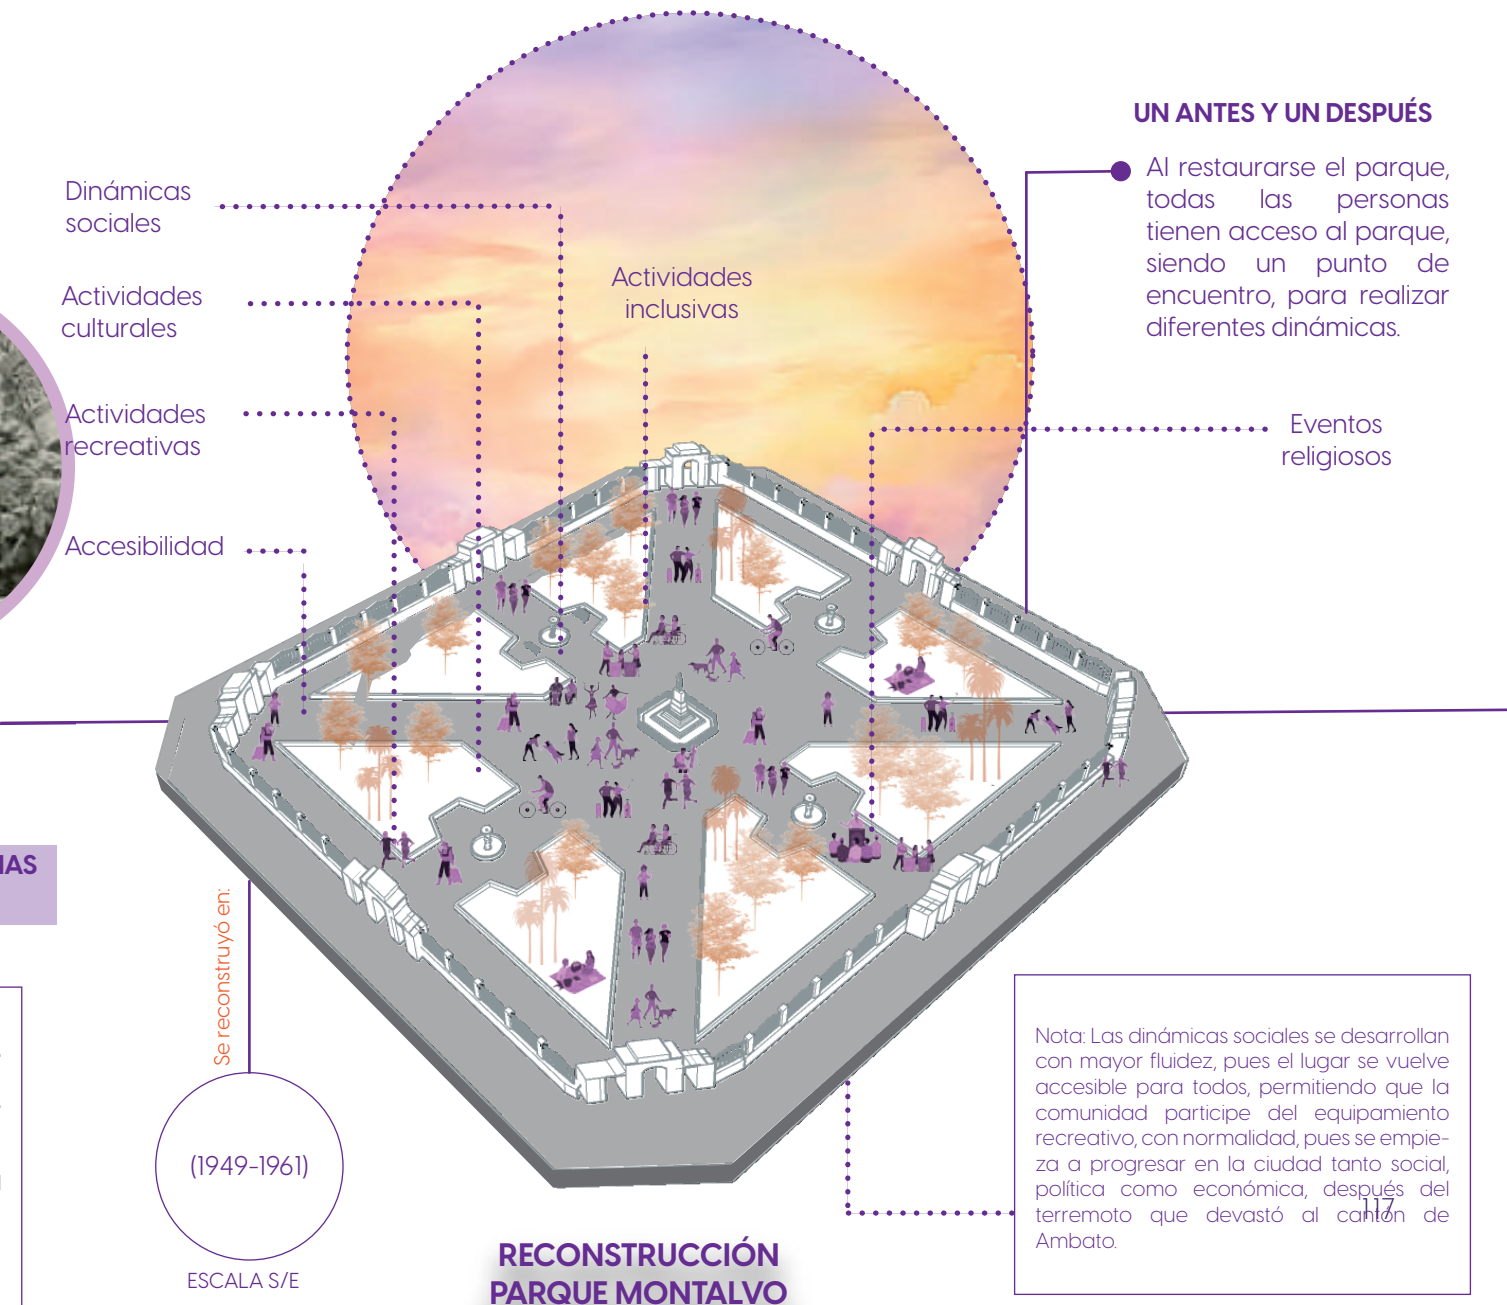 UN ANTES Y UN DESPUÉS
Al restaurarse el parque,
todas las personas
tienen acceso al parque,
siendo un punto de
encuentro, para realizar
diferentes dinámicas.
Dinámicas
sociales
Actividades
culturales
Actividades
inclusivas
Actividades
recreativas
Eventos
religiosos
Accesibilidad
Se reconstruyó en:
(1949-1961)
ESCALA S/E
Nota: Las dinámicas sociales se desarrollan
con mayor fluidez, pues el lugar se vuelve
accesible para todos, permitiendo que la
comunidad participe del equipamiento
recreativo, con normalidad, pues se empie-
za a progresar en la ciudad tanto social,
política como económica, después del
terremoto que devastó al cantón de
Ambato.
117
RECONSTRUCCIÓN
PARQUE MONTALVO